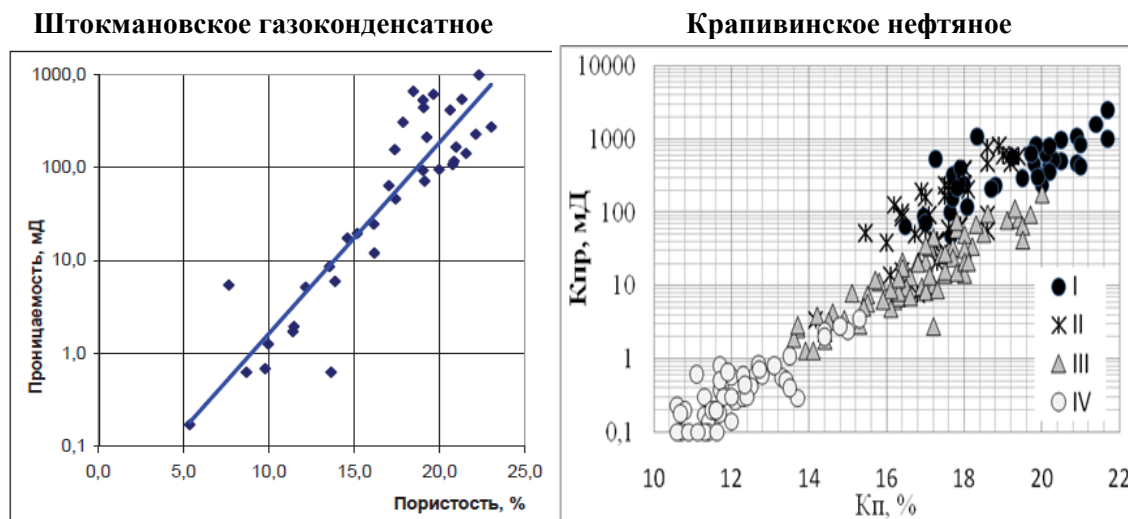 Штокмановское газоконденсатное
Крапивинское нефтяное
1000,0
100,0
10,0
1,0
0,1
0,0
5,0
10,0
15,0
20,0
25,0
Проницаемость, мД
Пористость, %
10000
1000
100
10
1
0,1
10
12
14
16
18
20
22
Кпр, мД
Кп, %
I
II
III
IV